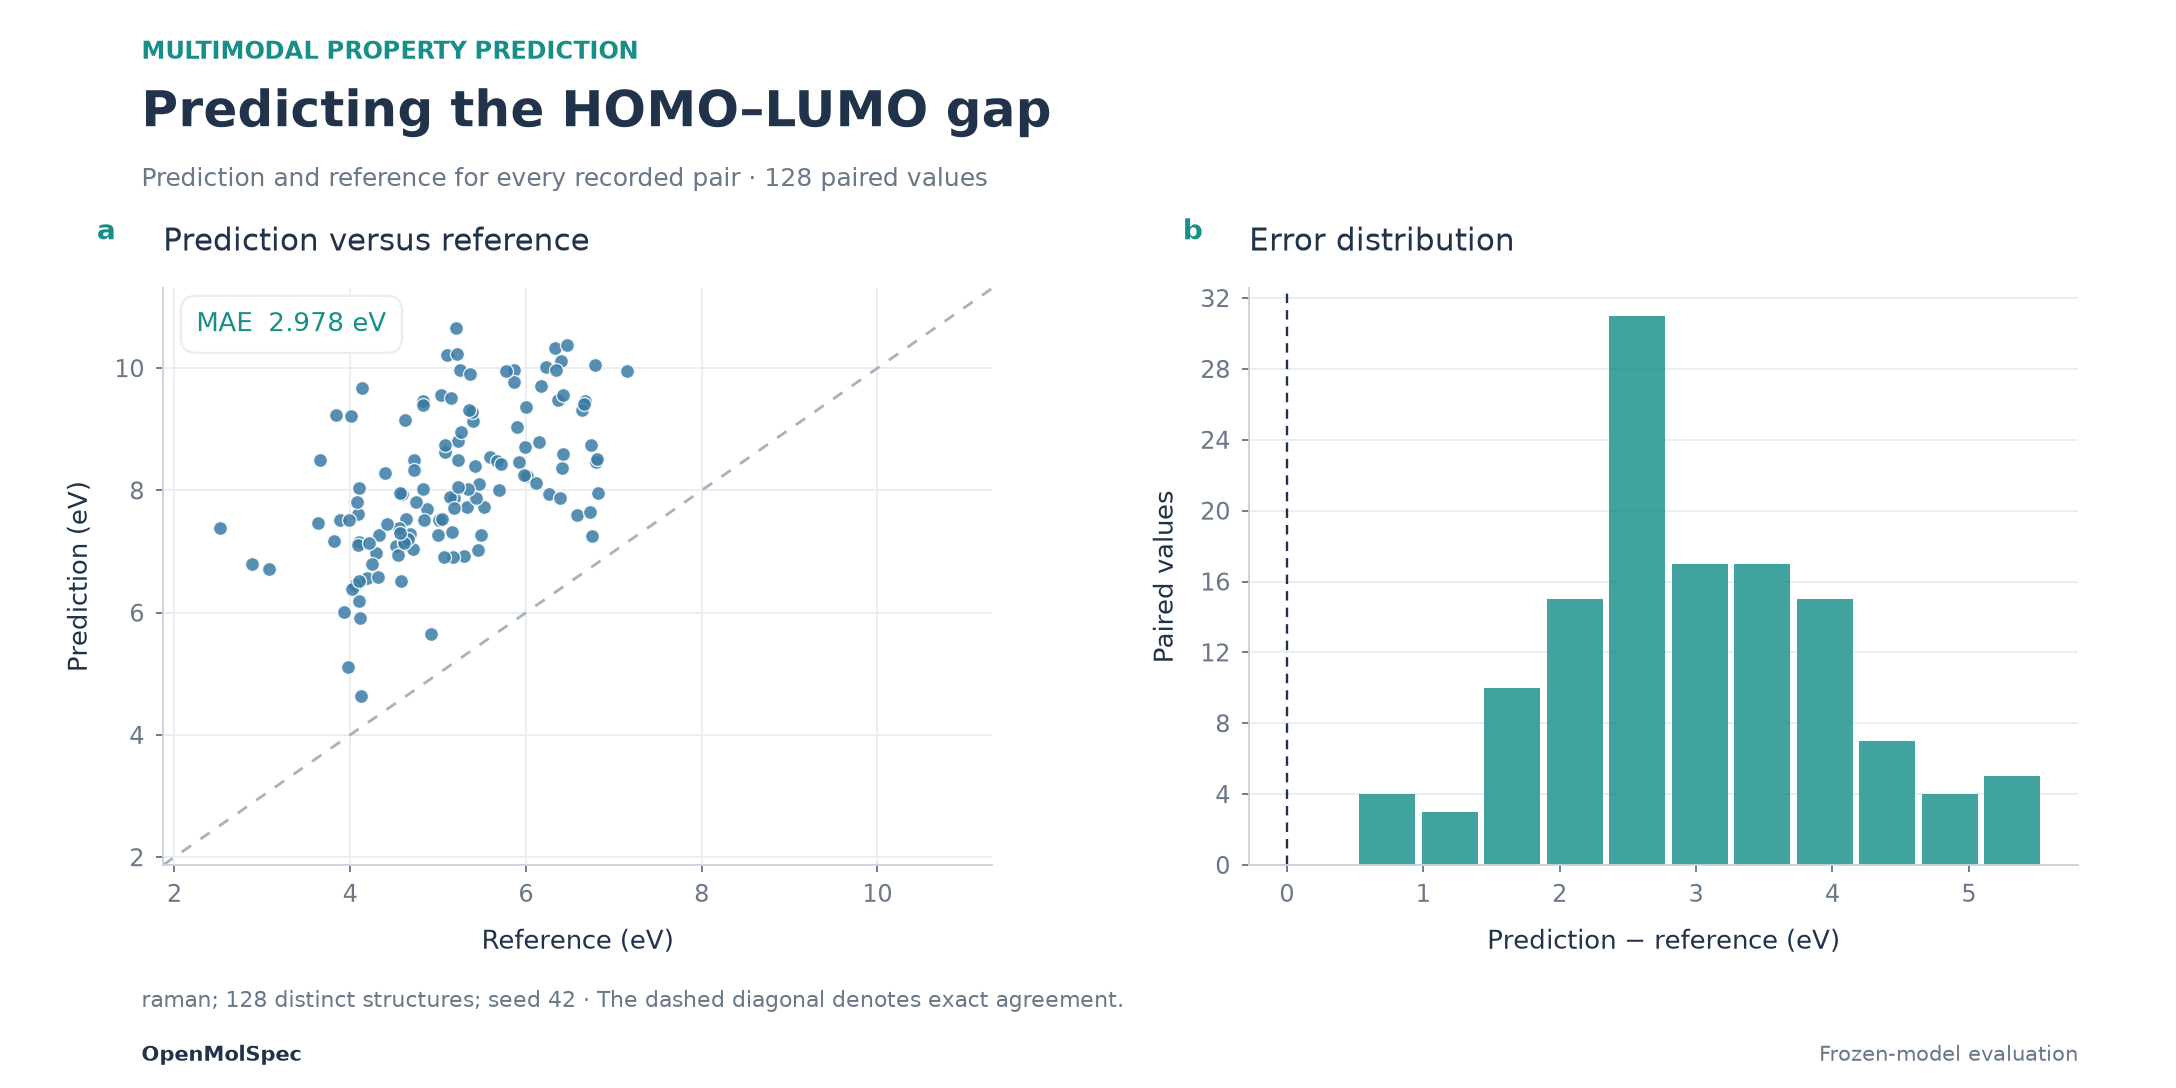 MULTIMODAL PROPERTY PREDICTION
Predicting the HOMO–LUMO gap
Prediction and reference for every recorded pair · 128 paired values
a
Prediction versus reference
MAE  2.978 eV
10
8
6
4
2
Prediction (eV)
2
4
6
8
10
Reference (eV)
b
Error distribution
32
28
24
20
16
12
8
4
0
Paired values
0
1
2
3
4
5
Prediction − reference (eV)
raman; 128 distinct structures; seed 42 · The dashed diagonal denotes exact agreement.
OpenMolSpec
Frozen-model evaluation